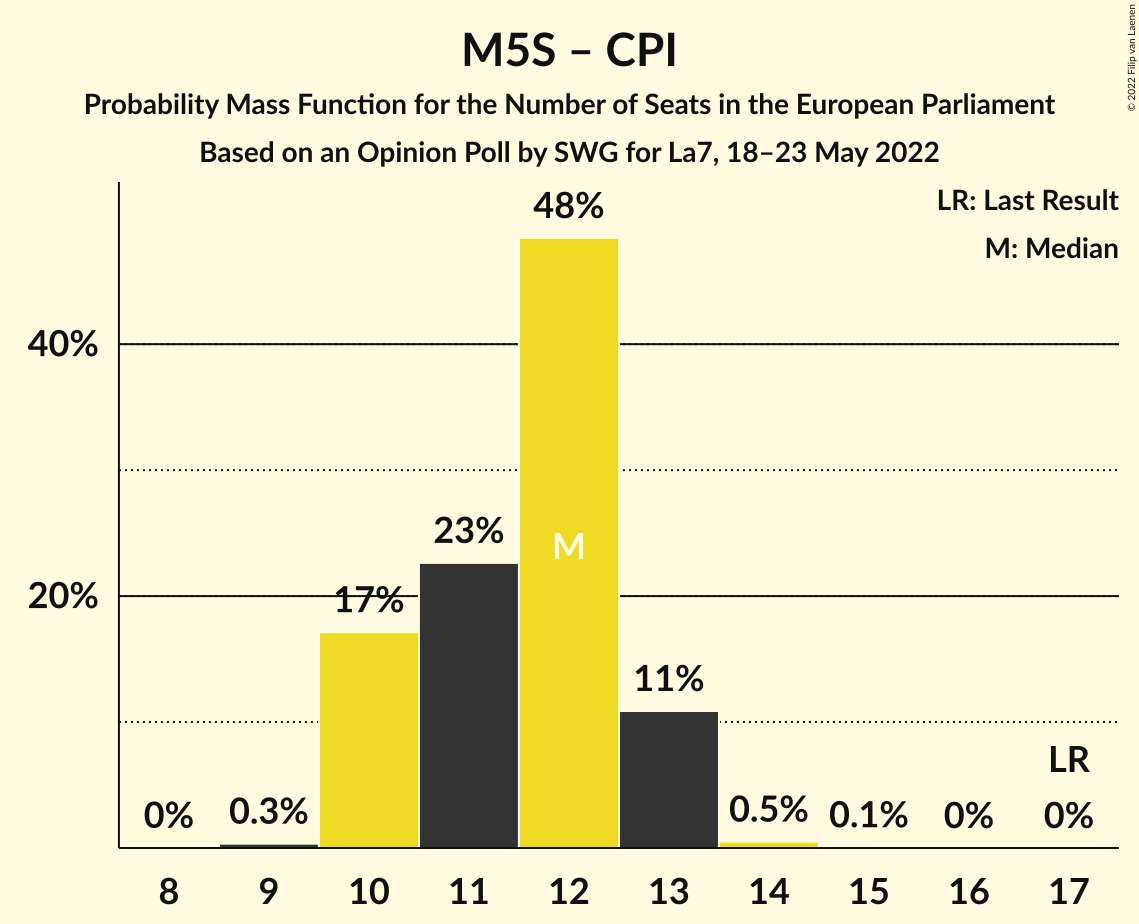 M5S – CPI
Probability Mass Function for the Number of Seats in the European Parliament
Based on an Opinion Poll by SWG for La7, 18–23 May 2022
© 2022 Filip van Laenen
LR: Last Result
M: Median
48%
40%
23%
M
20%
17%
11%
LR
0%
0.3%
0.5%
0.1%
0%
0%
8
9
10
11
12
13
14
15
16
17